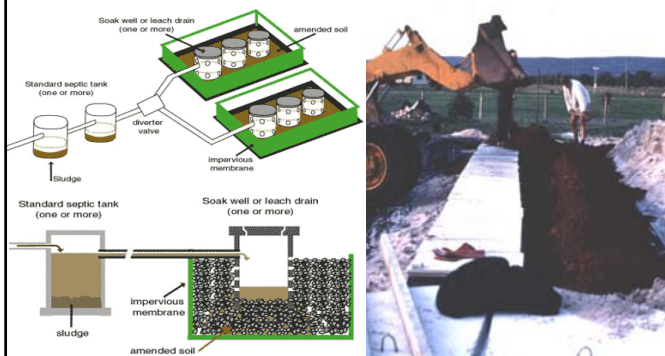 Soak well or leach drain
(one or more)
amended soil
Standard septic tank
(one or more)
diverter
valve
Sludge
impervious
membrane
Standard septic tank
(one or more)
Soak well or leach drain
(one or more)
impervious
membrane
sludge
amended soil